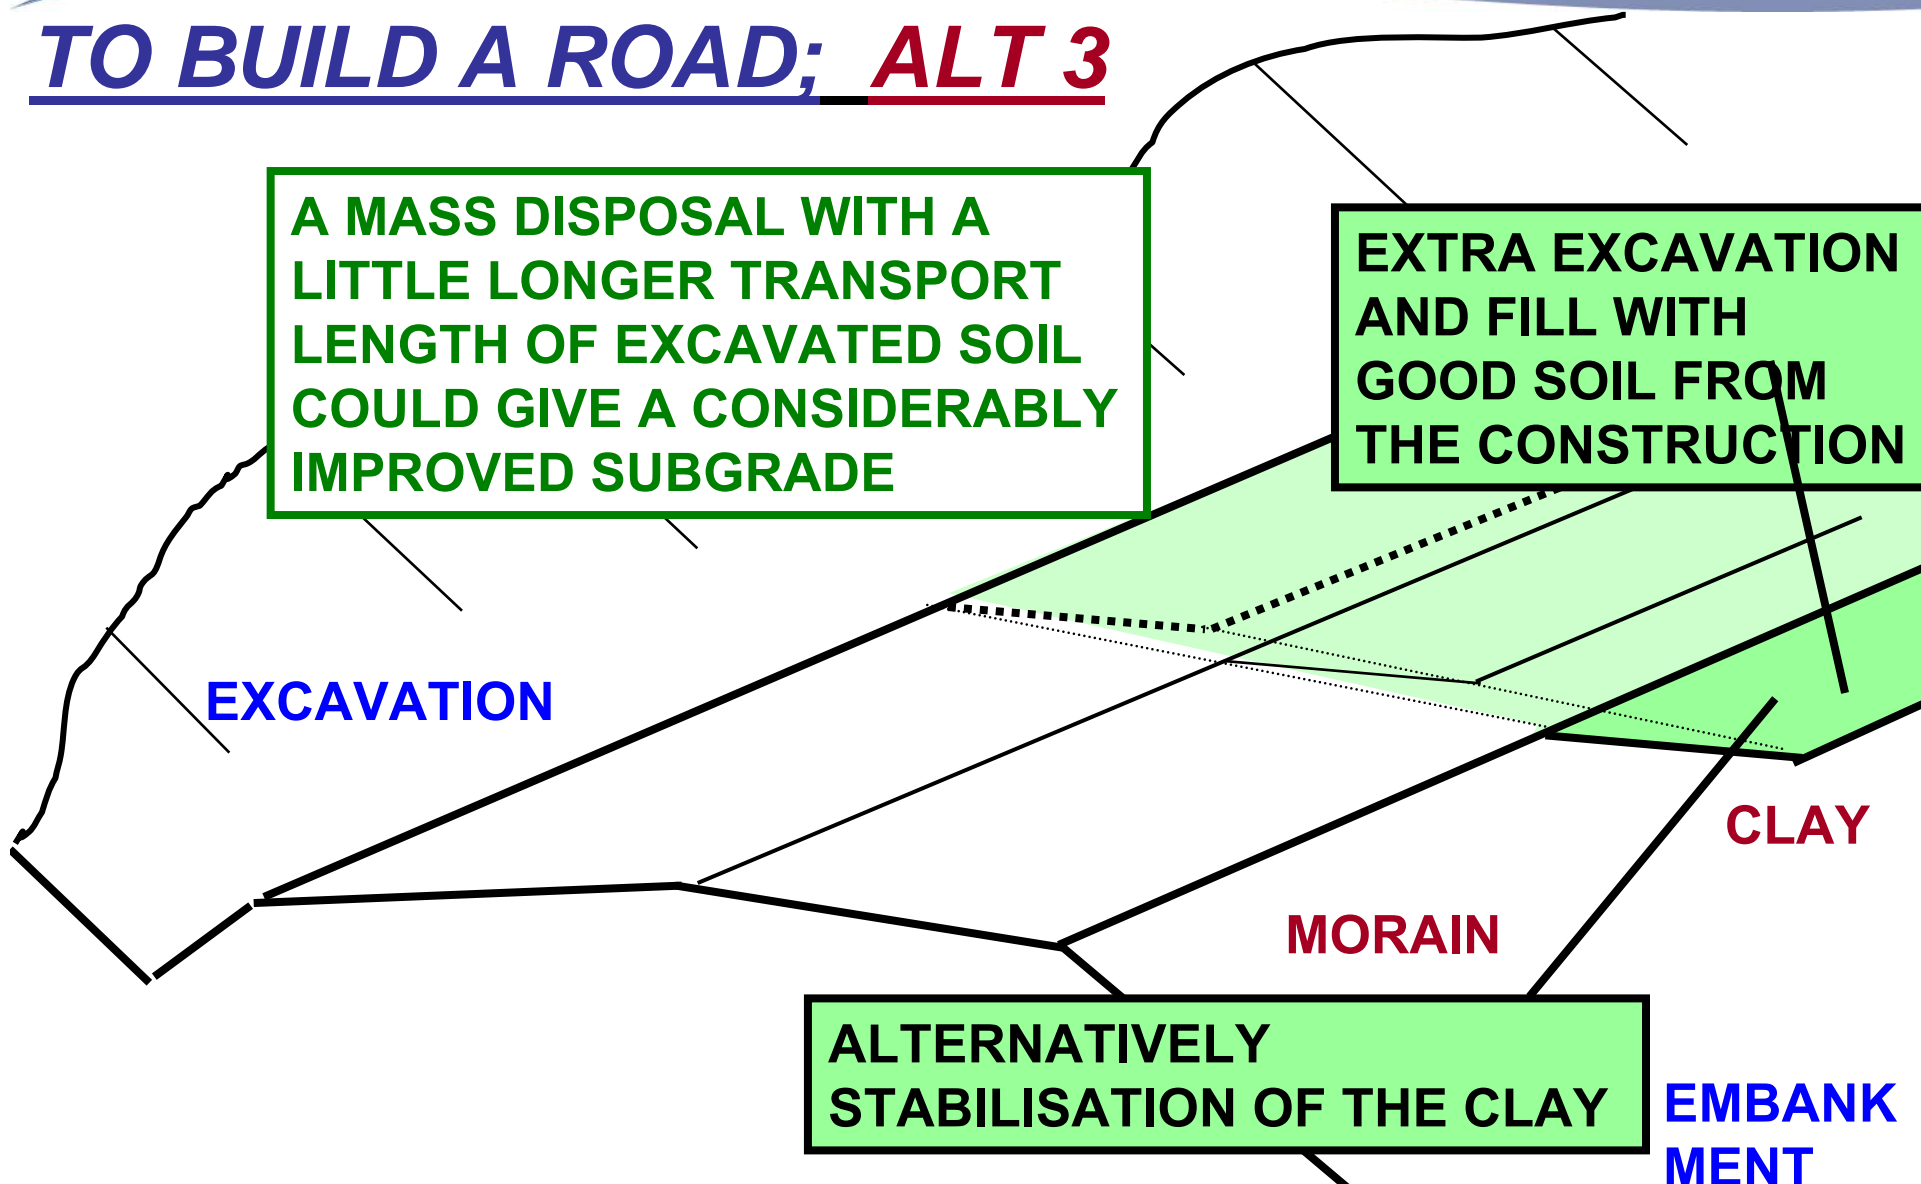 TO BUILD A ROAD; ALT 3
A MASS DISPOSAL WITH A
LITTLE LONGER TRANSPORT
LENGTH OF EXCAVATED SOIL
COULD GIVE A CONSIDERABLY
IMPROVED SUBGRADE
EXTRA EXCAVATION
AND FILL WITH
GOOD SOIL FROM
THE CONSTRUCTION
EXCAVATION
CLAY
MORAIN
ALTERNATIVELY
STABILISATION OF THE CLAY
EMBANK
MENT